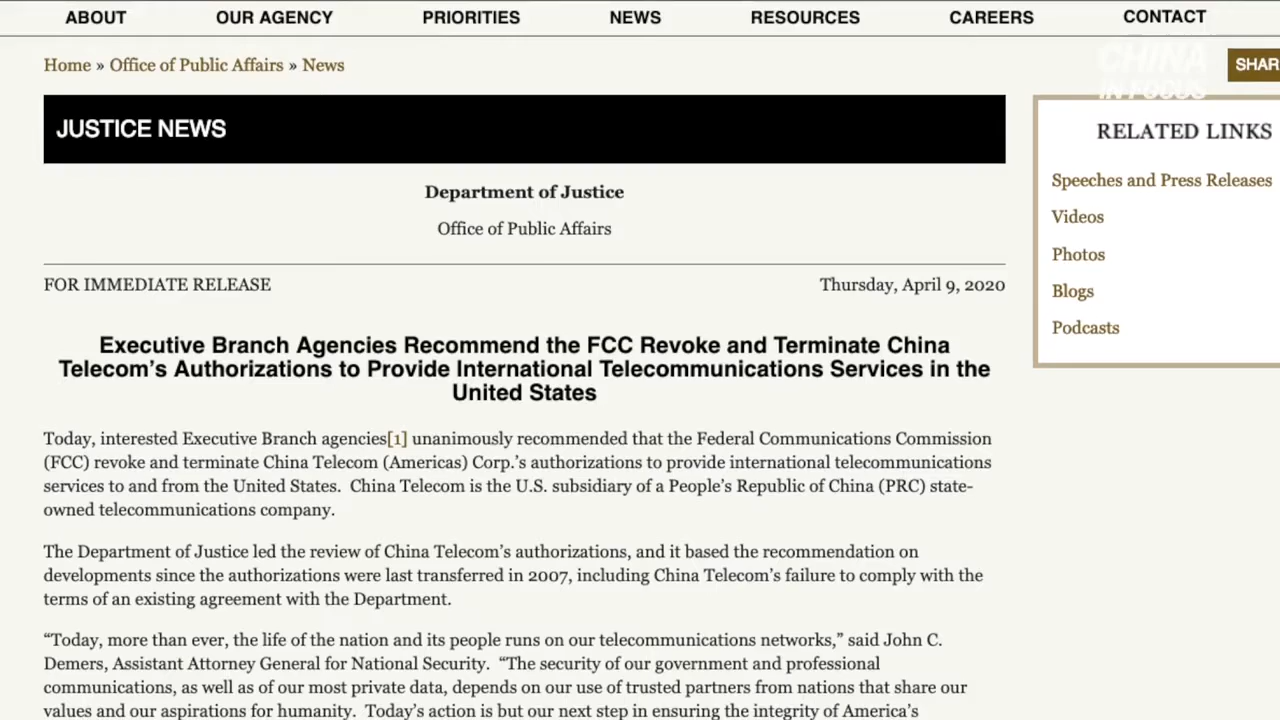 ABOUT OUR AGENCY PRIORITIES NEWS RESOURCES CAREERS CONTACT
CHINA
IN FOCUS
Home » Office of Public Affairs » News
SHAR
JUSTICE NEWS
Department of Justice
Office of Public Affairs
FOR IMMEDIATE RELEASE Thursday, April 9, 2020
Executive Branch Agencies Recommend the FCC Revoke and Terminate China
Telecom’s Authorizations to Provide International Telecommunications Services in the
United States
Today, interested Executive Branch agencies[1] unanimously recommended that the Federal Communications Commission
(FCC) revoke and terminate China Telecom (Americas) Corp.’s authorizations to provide international telecommunications
services to and from the United States.  China Telecom is the U.S. subsidiary of a People’s Republic of China (PRC) state-
owned telecommunications company.
The Department of Justice led the review of China Telecom’s authorizations, and it based the recommendation on
developments since the authorizations were last transferred in 2007, including China Telecom’s failure to comply with the
terms of an existing agreement with the Department.
“Today, more than ever, the life of the nation and its people runs on our telecommunications networks,” said John C.
Demers, Assistant Attorney General for National Security.  “The security of our government and professional
communications, as well as of our most private data, depends on our use of trusted partners from nations that share our
values and our aspirations for humanity.  Today’s action is but our next step in ensuring the integrity of America’s
RELATED LINKS
Speeches and Press Releases
Videos
Photos
Blogs
Podcasts